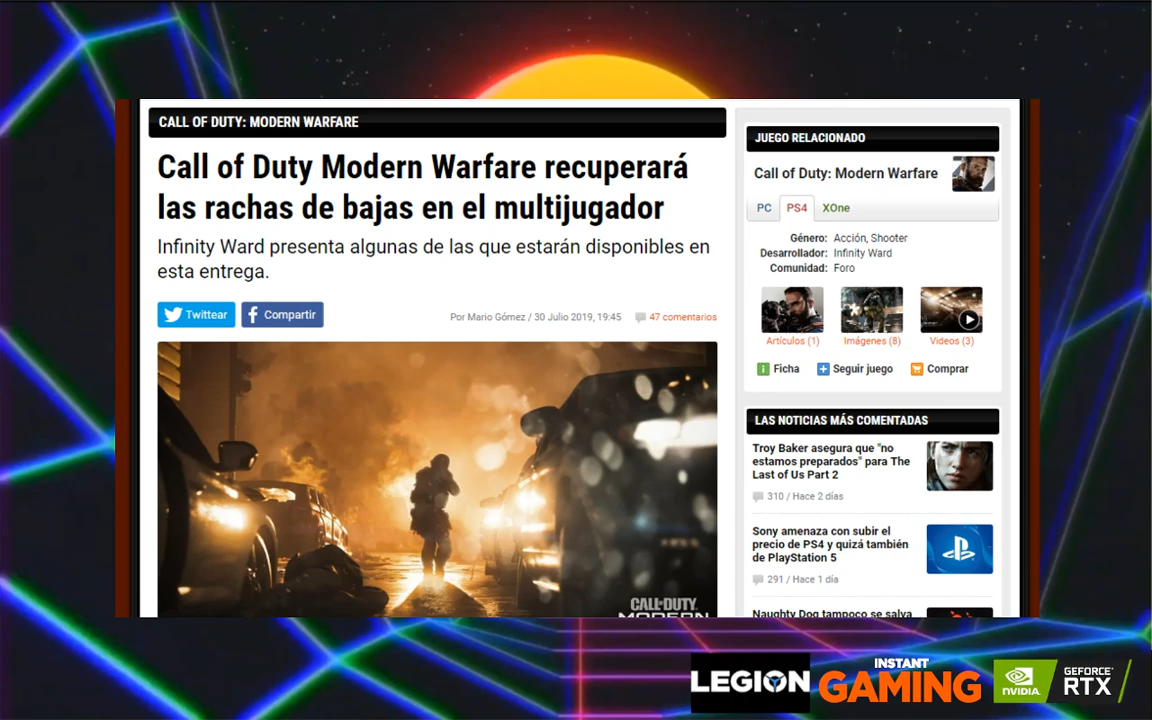 CALL OF DUTY: MODERN WARFARE
Call of Duty Modern Warfare recuperará
las rachas de bajas en el multijugador
Infinity Ward presenta algunas de las que estarán disponibles en
esta entrega.
Twittear
Compartir
Por Mario Gómez / 30 Julio 2019, 19:45
47 comentarios
CALL OF DUTY:
MODERN
JUEGO RELACIONADO
Call of Duty: Modern Warfare
PC PS4 XOne
Género: Acción, Shooter
Desarrollador: Infinity Ward
Comunidad: Foro
Artículos (1) Imágenes (8) Videos (3)
Ficha Seguir juego Comprar
LAS NOTICIAS MÁS COMENTADAS
Troy Baker asegura que "no
estamos preparados" para The
Last of Us Part 2
310 / Hace 2 días
Sony amenaza con subir el
precio de PS4 y quizá también
de PlayStation 5
291 / Hace 1 día
Naughty Dog tampoco se salva
LEGION
INSTANT
GAMING
NVIDIA
GEFORCE
RTX